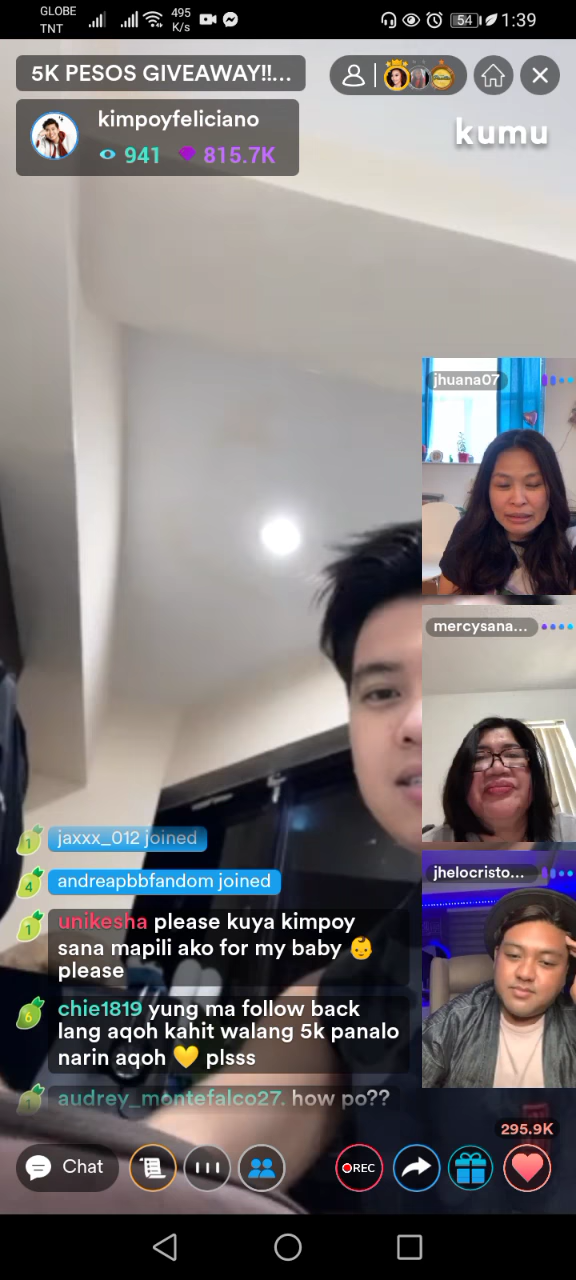 GLOBE
TNT
495
K/s
54
1:39
5K PESOS GIVEAWAY!!...
kimpoyfeliciano
941
815.7K
kumu
jhuana07
mercysana...
jhelocristo...
1
jaxxx_012 joined
4
andreapbbfandom joined
1
unikesha please kuya kimpoy
sana mapili ako for my baby 👶
please
6
chie1819 yung ma follow back
lang aqoh kahit walang 5k panalo
narin aqoh 💛 plsss
1
audrey_montefalco27. how po??
295.9K
Chat
REC